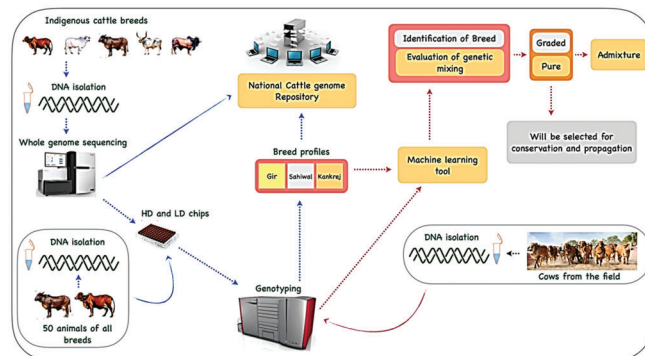 Indigenous cattle breeds
DNA isolation
Whole genome sequencing
HD and LD chips
DNA isolation
50 animals of all
breeds
National Cattle genome
Repository
Breed profiles
Gir
Sahiwal
Kankrej
Genotyping
Identification of Breed
Evaluation of genetic
mixing
Graded
Pure
Admixture
Will be selected for
conservation and propagation
Machine learning
tool
DNA isolation
Cows from the field